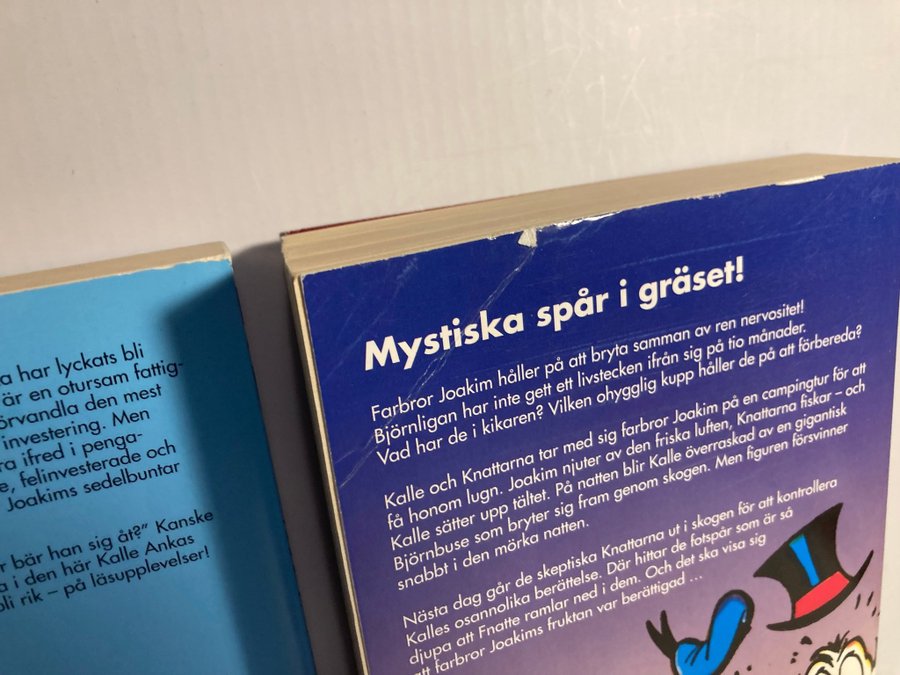 a har lyckats bli
är en otursam fattig-
örvandla den mest
investering. Men
ra ifred i penga-
e, felinvesterade och
Joakims sedelbuntar
r bär han sig åt?” Kanske
a i den här Kalle Ankas
bli rik – på läsupplevelser!
Mystiska spår i gräset!
Farbror Joakim håller på att bryta samman av ren nervositet!
Björnligan har inte gett ett livstecken ifrån sig på tio månader.
Vad har de i kikaren? Vilken ohygglig kupp håller de på att förbereda?
Kalle och Knattarna tar med sig farbror Joakim på en campingtur för att
få honom lugn. Joakim njuter av den friska luften, Knattarna fiskar – och
Kalle sätter upp tältet. På natten blir Kalle överraskad av en gigantisk
Björnbuse som bryter sig fram genom skogen. Men figuren försvinner
snabbt i den mörka natten.
Nästa dag går de skeptiske Knattarna ut i skogen för att kontrollera
Kalles osannolika berättelse. Där hittar de fotspår som är så
djupa att Fnatte ramlar ned i dem. Och det ska visa sig
att farbror Joakims fruktan var berättigad ...